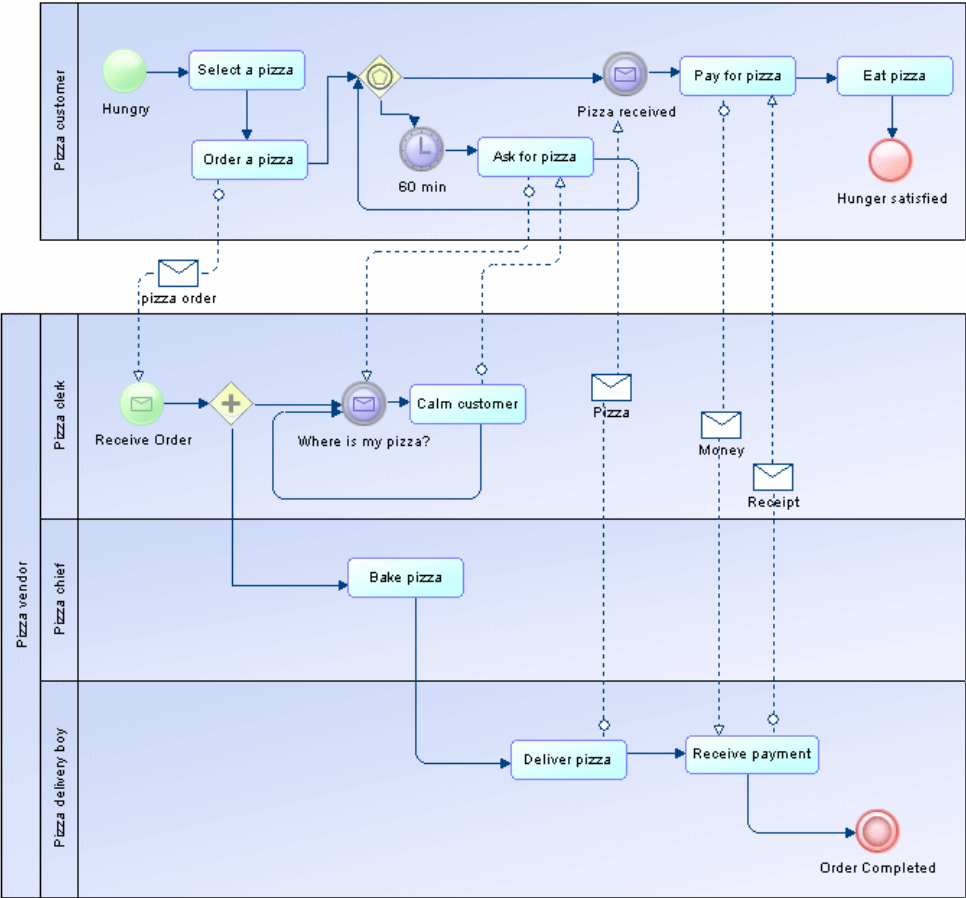 Pizza customer
Hungry
Select a pizza
Order a pizza
60 min
Ask for pizza
Pizza received
Pay for pizza
Eat pizza
Hunger satisfied
pizza order
Pizza vendor
Pizza clerk
Receive Order
Where is my pizza?
Calm customer
Pizza
Money
Receipt
Pizza chief
Bake pizza
Pizza delivery boy
Deliver pizza
Receive payment
Order Completed